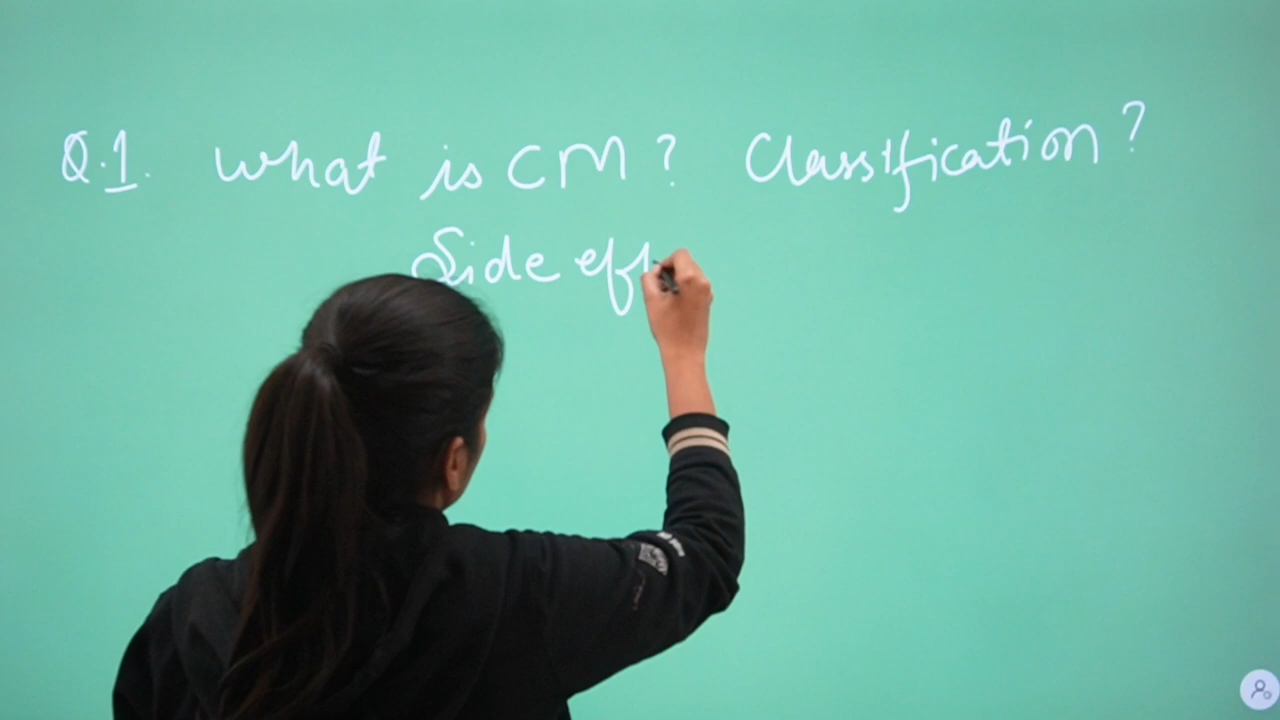 Q.1. What is CM? Classification?
Side eff